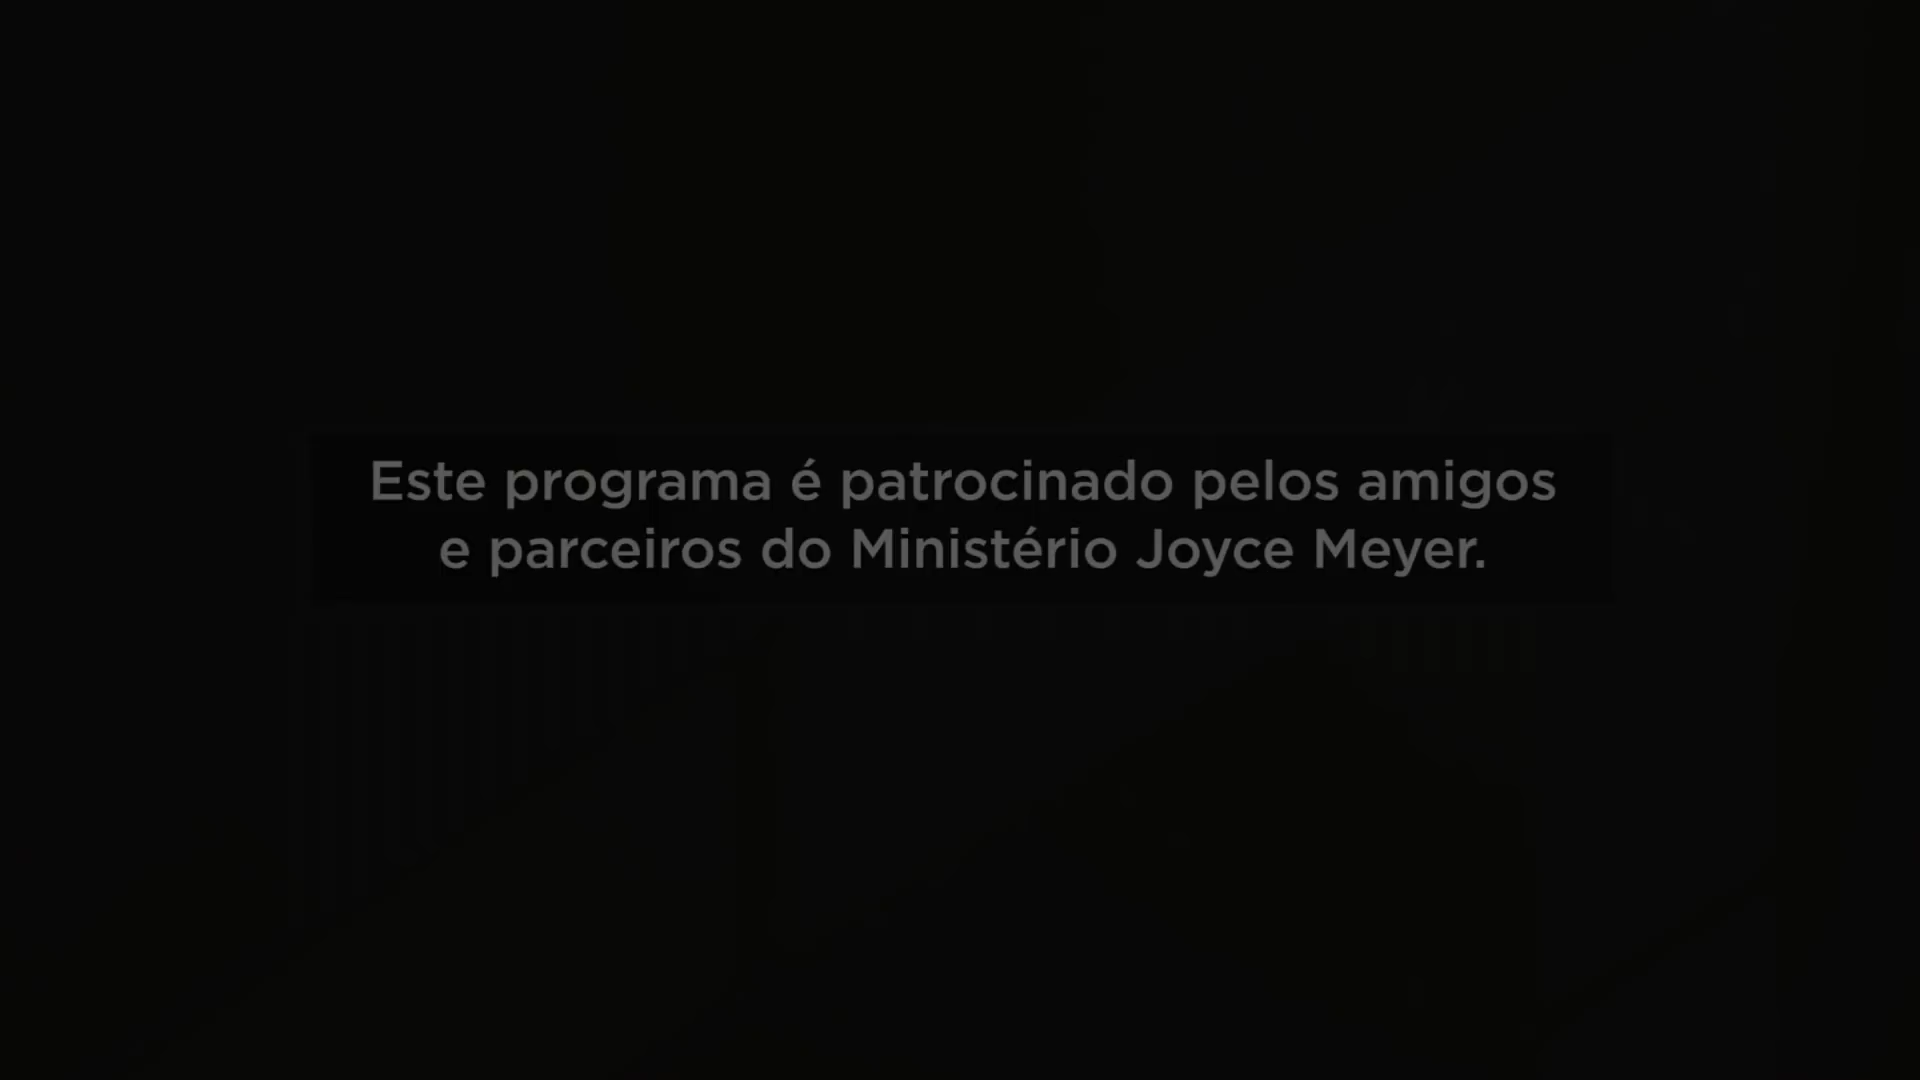 Este programa é patrocinado pelos amigos
e parceiros do Ministério Joyce Meyer.